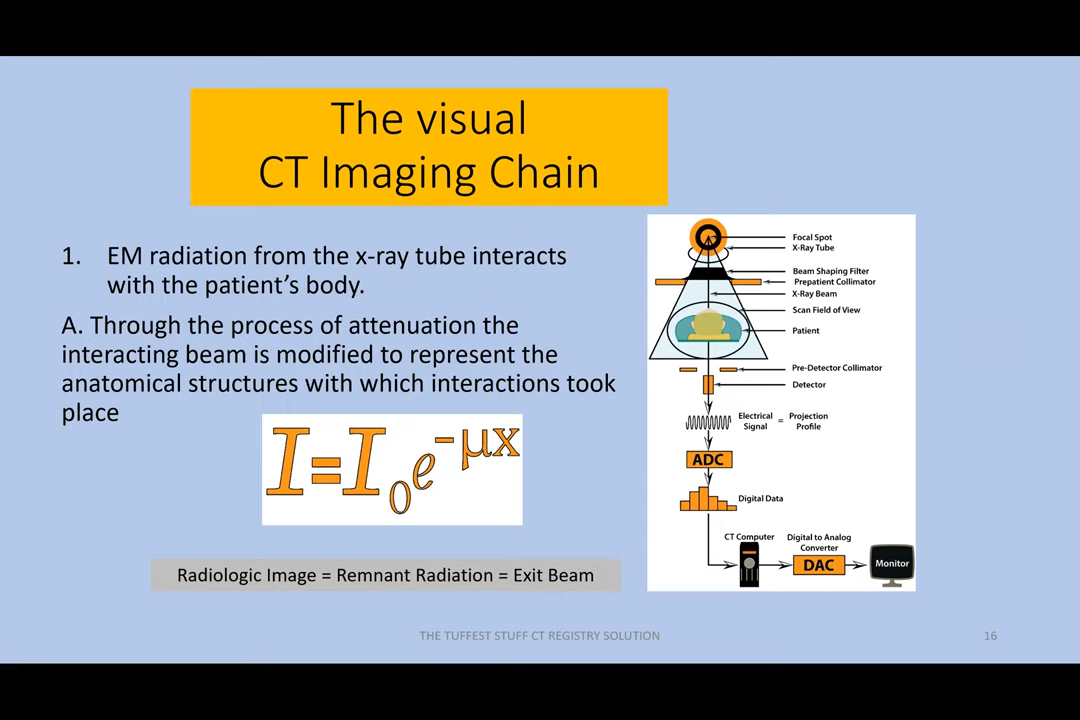 The visual
CT Imaging Chain
1. EM radiation from the x-ray tube interacts
with the patient’s body.
A. Through the process of attenuation the
interacting beam is modified to represent the
anatomical structures with which interactions took
place
I=I₀e⁻μx
Radiologic Image = Remnant Radiation = Exit Beam
Focal Spot
X-Ray Tube
Beam Shaping Filter
Prepatient Collimator
X-Ray Beam
Scan Field of View
Patient
Pre-Detector Collimator
Detector
Electrical = Projection
Signal Profile
ADC
Digital Data
CT Computer
Digital to Analog
Converter
DAC
Monitor
THE TUFFEST STUFF CT REGISTRY SOLUTION
16